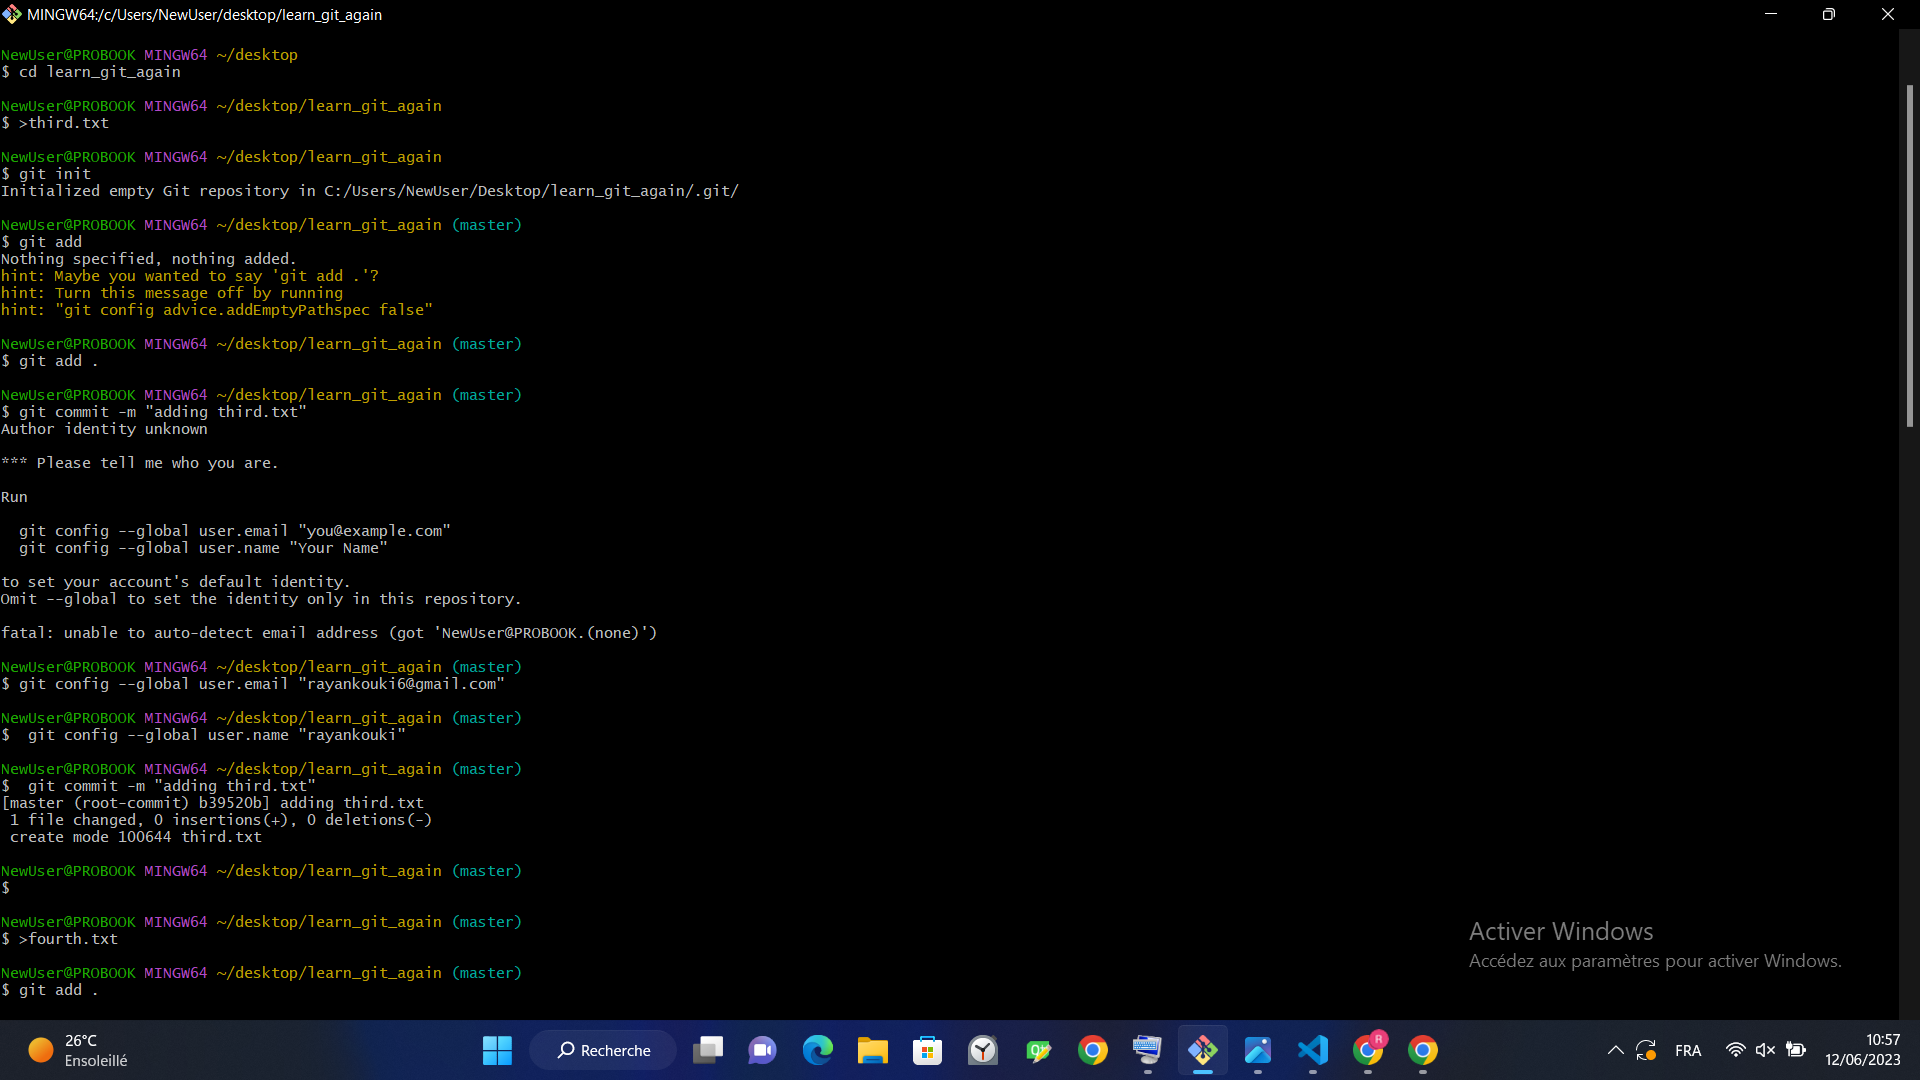 MINGW64:/c/Users/NewUser/desktop/learn_git_again
NewUser@PROBOOK MINGW64 ~/desktop
$ cd learn_git_again
NewUser@PROBOOK MINGW64 ~/desktop/learn_git_again
$ >third.txt
NewUser@PROBOOK MINGW64 ~/desktop/learn_git_again
$ git init
Initialized empty Git repository in C:/Users/NewUser/Desktop/learn_git_again/.git/
NewUser@PROBOOK MINGW64 ~/desktop/learn_git_again (master)
$ git add
Nothing specified, nothing added.
hint: Maybe you wanted to say 'git add .'?
hint: Turn this message off by running
hint: "git config advice.addEmptyPathspec false"
NewUser@PROBOOK MINGW64 ~/desktop/learn_git_again (master)
$ git add .
NewUser@PROBOOK MINGW64 ~/desktop/learn_git_again (master)
$ git commit -m "adding third.txt"
Author identity unknown
*** Please tell me who you are.
Run
  git config --global user.email "you@example.com"
  git config --global user.name "Your Name"
to set your account's default identity.
Omit --global to set the identity only in this repository.
fatal: unable to auto-detect email address (got 'NewUser@PROBOOK.(none)')
NewUser@PROBOOK MINGW64 ~/desktop/learn_git_again (master)
$ git config --global user.email "rayankouki6@gmail.com"
NewUser@PROBOOK MINGW64 ~/desktop/learn_git_again (master)
$  git config --global user.name "rayankouki"
NewUser@PROBOOK MINGW64 ~/desktop/learn_git_again (master)
$  git commit -m "adding third.txt"
[master (root-commit) b39520b] adding third.txt
 1 file changed, 0 insertions(+), 0 deletions(-)
 create mode 100644 third.txt
NewUser@PROBOOK MINGW64 ~/desktop/learn_git_again (master)
$
NewUser@PROBOOK MINGW64 ~/desktop/learn_git_again (master)
$ >fourth.txt
NewUser@PROBOOK MINGW64 ~/desktop/learn_git_again (master)
$ git add .
Activer Windows
Accédez aux paramètres pour activer Windows.
26°C
Ensoleillé
Recherche
R
FRA
10:57
12/06/2023